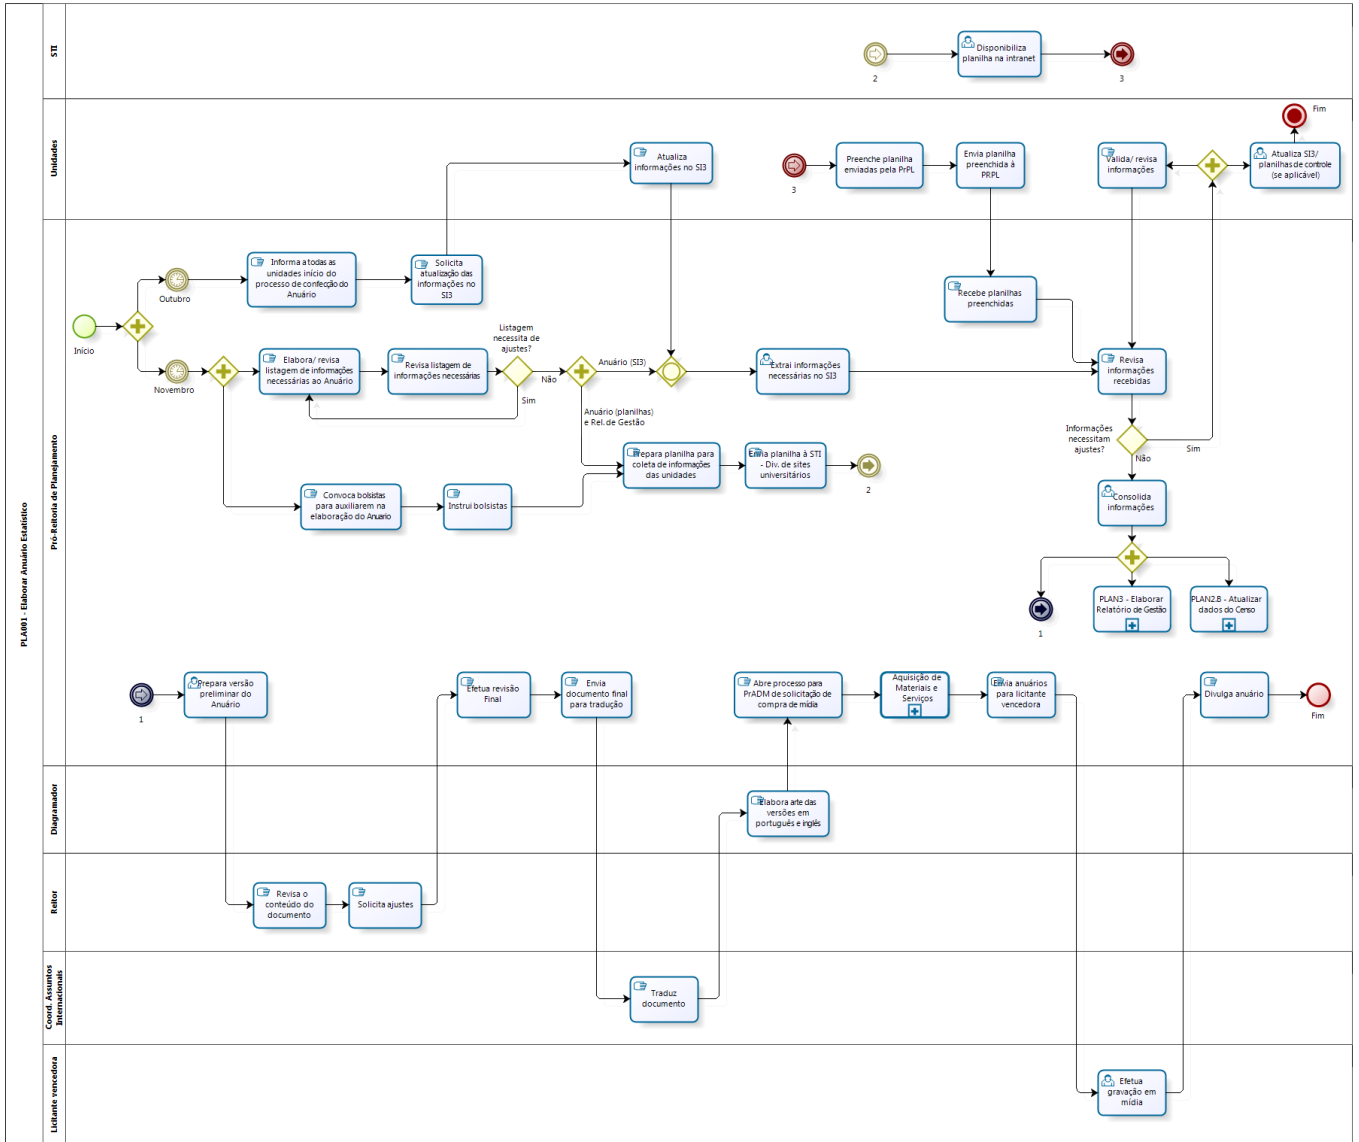 PLA001 - Elaborar Anuário Estatístico
STI
2
Disponibiliza
planilha na intranet
3
Unidades
Atualiza
informações no SI3
3
Preenche planilha
enviadas pela PrPL
Envia planilha
preenchida à
PRPL
Valida/ revisa
informações
Atualiza SI3/
planilhas de controle
(se aplicável)
Fim
Pró-Reitoria de Planejamento
Início
Outubro
Informa a todas as
unidades início do
processo de confecção do
Anuário
Solicita
atualização das
informações no
SI3
Novembro
Elabora/ revisa
listagem de informações
necessárias ao Anuário
Revisa listagem de
informações necessárias
Listagem
necessita de
ajustes?
Não
Sim
Anuário (SI3)
Anuário (planilhas)
e Rel. de Gestão
Extrai informações
necessárias no SI3
Recebe planilhas
preenchidas
Revisa
informações
recebidas
Informações
necessitam
ajustes?
Sim
Não
Convoca bolsistas
para auxiliarem na
elaboração do Anuario
Instrui bolsistas
Prepara planilha para
coleta de informações
das unidades
Envia planilha à STI
- Div. de sites
universitários
2
Consolida
informações
1
PLAN3 - Elaborar
Relatório de Gestão
PLAN2.B - Atualizar
dados do Censo
1
Prepara versão
preliminar do
Anuário
Efetua revisão
Final
Envia
documento final
para tradução
Abre processo para
PrADM de solicitação de
compra de mídia
Aquisição de
Materiais e
Serviços
Envia anuários
para licitante
vencedora
Divulga anuário
Fim
Diagramador
Elabora arte das
versões em
português e inglês
Reitor
Revisa o
conteúdo do
documento
Solicita ajustes
Coord. Assuntos
Internacionais
Traduz
documento
Licitante vencedora
Efetua
gravação em
mídia